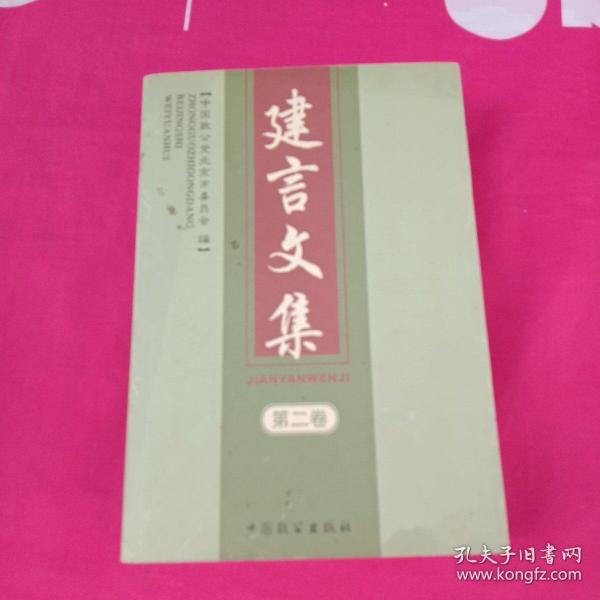 建言文集
JIANYANWENJI
第二卷
【中国致公党北京市委员会 编】
ZHONGGUOZHIGONGDANG
BEIJINGSHI
WEIYUANHUI
中国致公出版社
孔夫子旧书网
www.kongfz.com